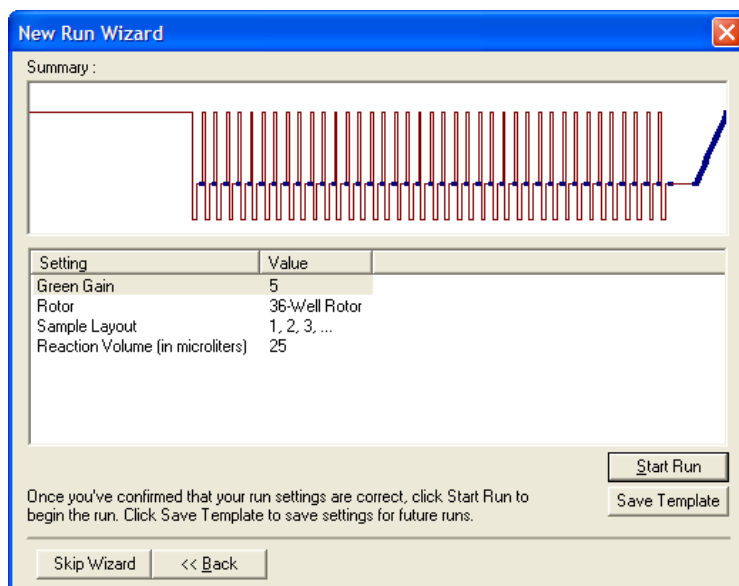 New Run Wizard
Summary :
Setting Value
Green Gain 5
Rotor 36-Well Rotor
Sample Layout 1, 2, 3, ...
Reaction Volume (in microliters) 25
Start Run
Once you've confirmed that your run settings are correct, click Start Run to
begin the run. Click Save Template to save settings for future runs.
Save Template
Skip Wizard << Back